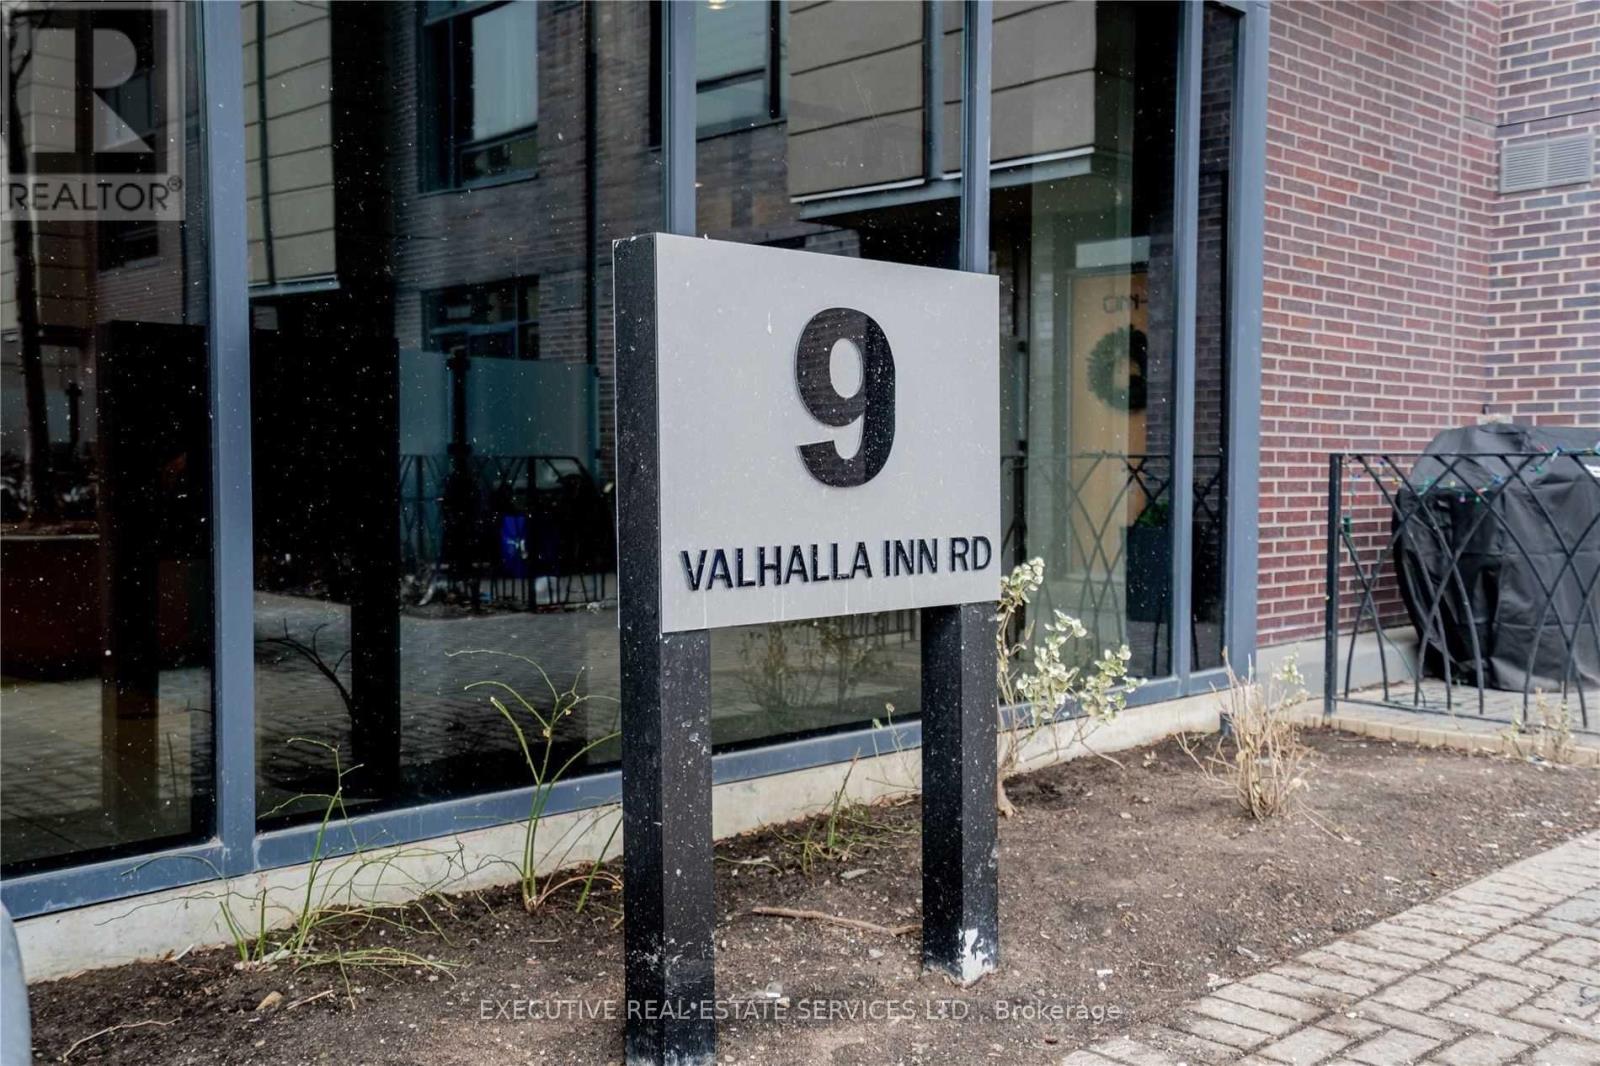 REALTOR®
9
VALHALLA INN RD
EXECUTIVE REAL ESTATE SERVICES LTD., Brokerage